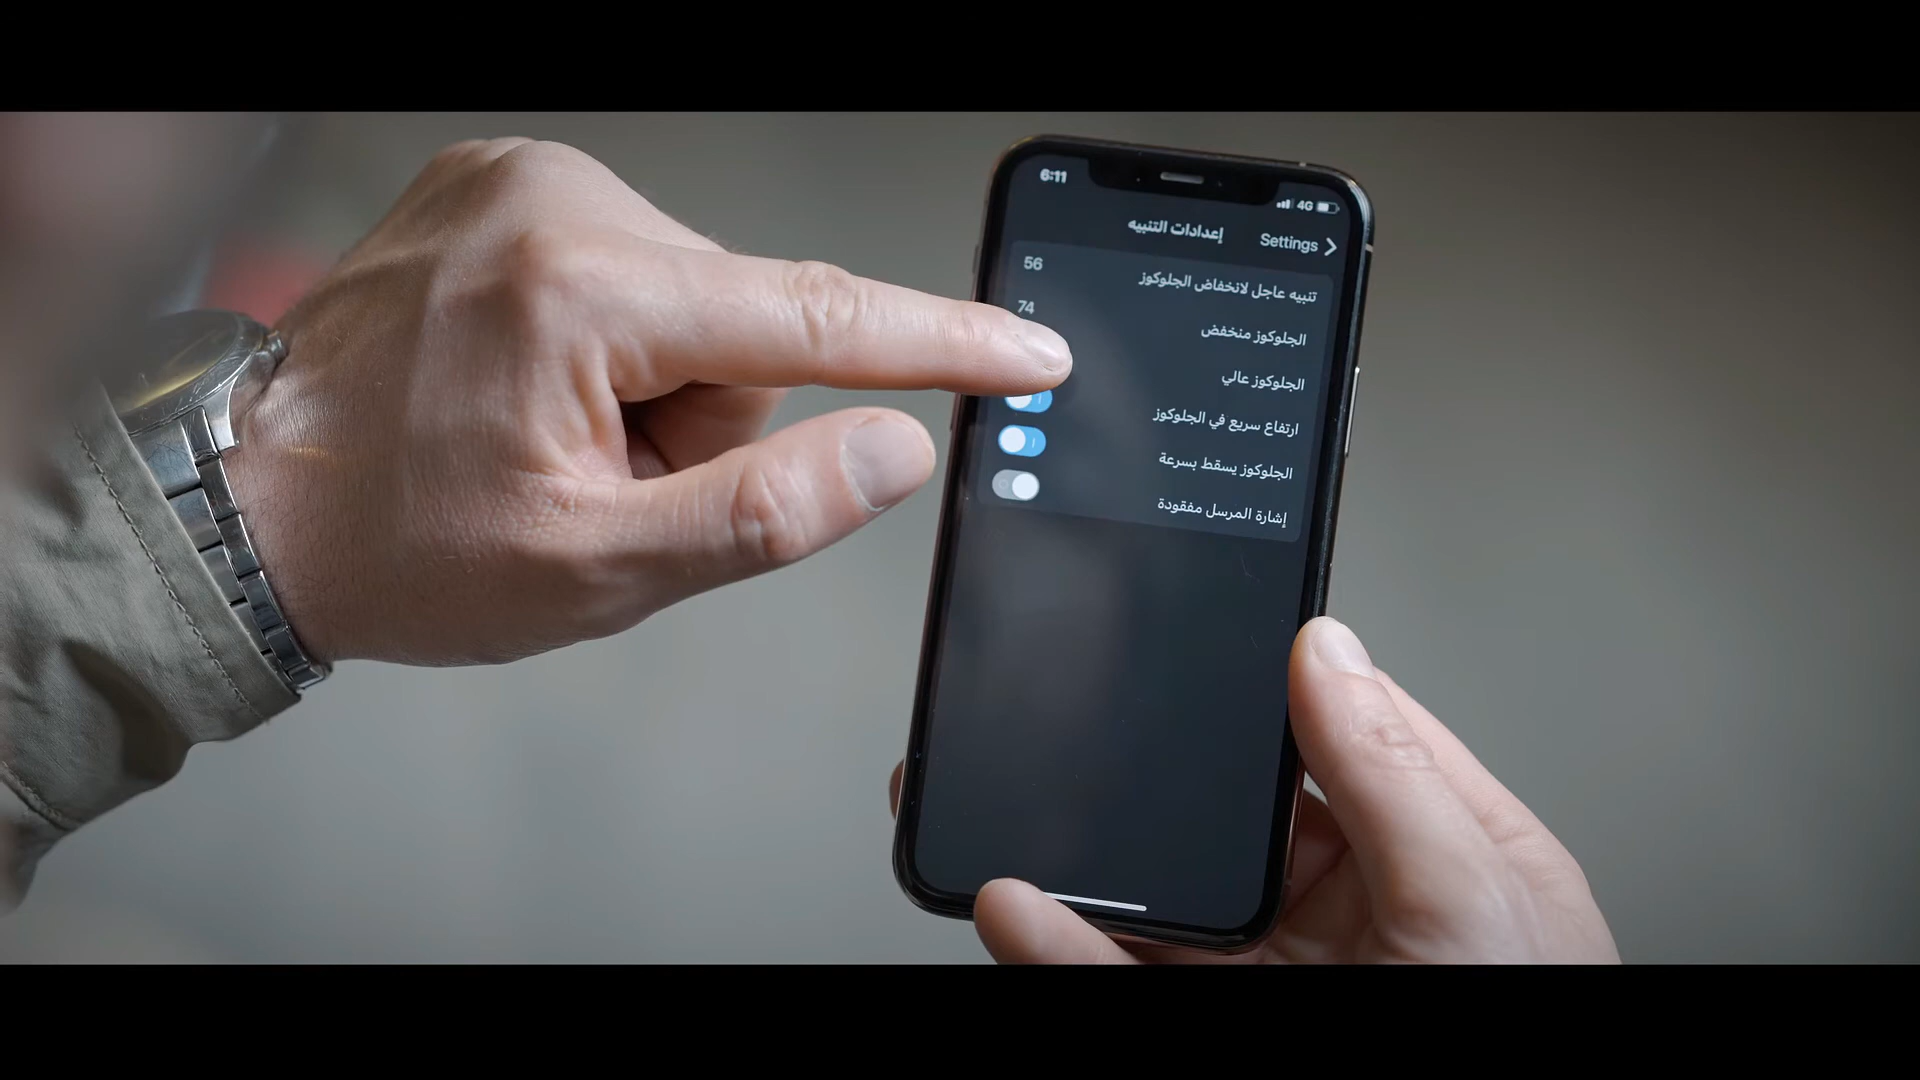 6:11
4G
Settings
إعدادات التنبيه
تنبيه عاجل لانخفاض الجلوكوز 56
الجلوكوز منخفض 74
الجلوكوز عالي
ارتفاع سريع في الجلوكوز
الجلوكوز يسقط بسرعة
إشارة المرسل مفقودة